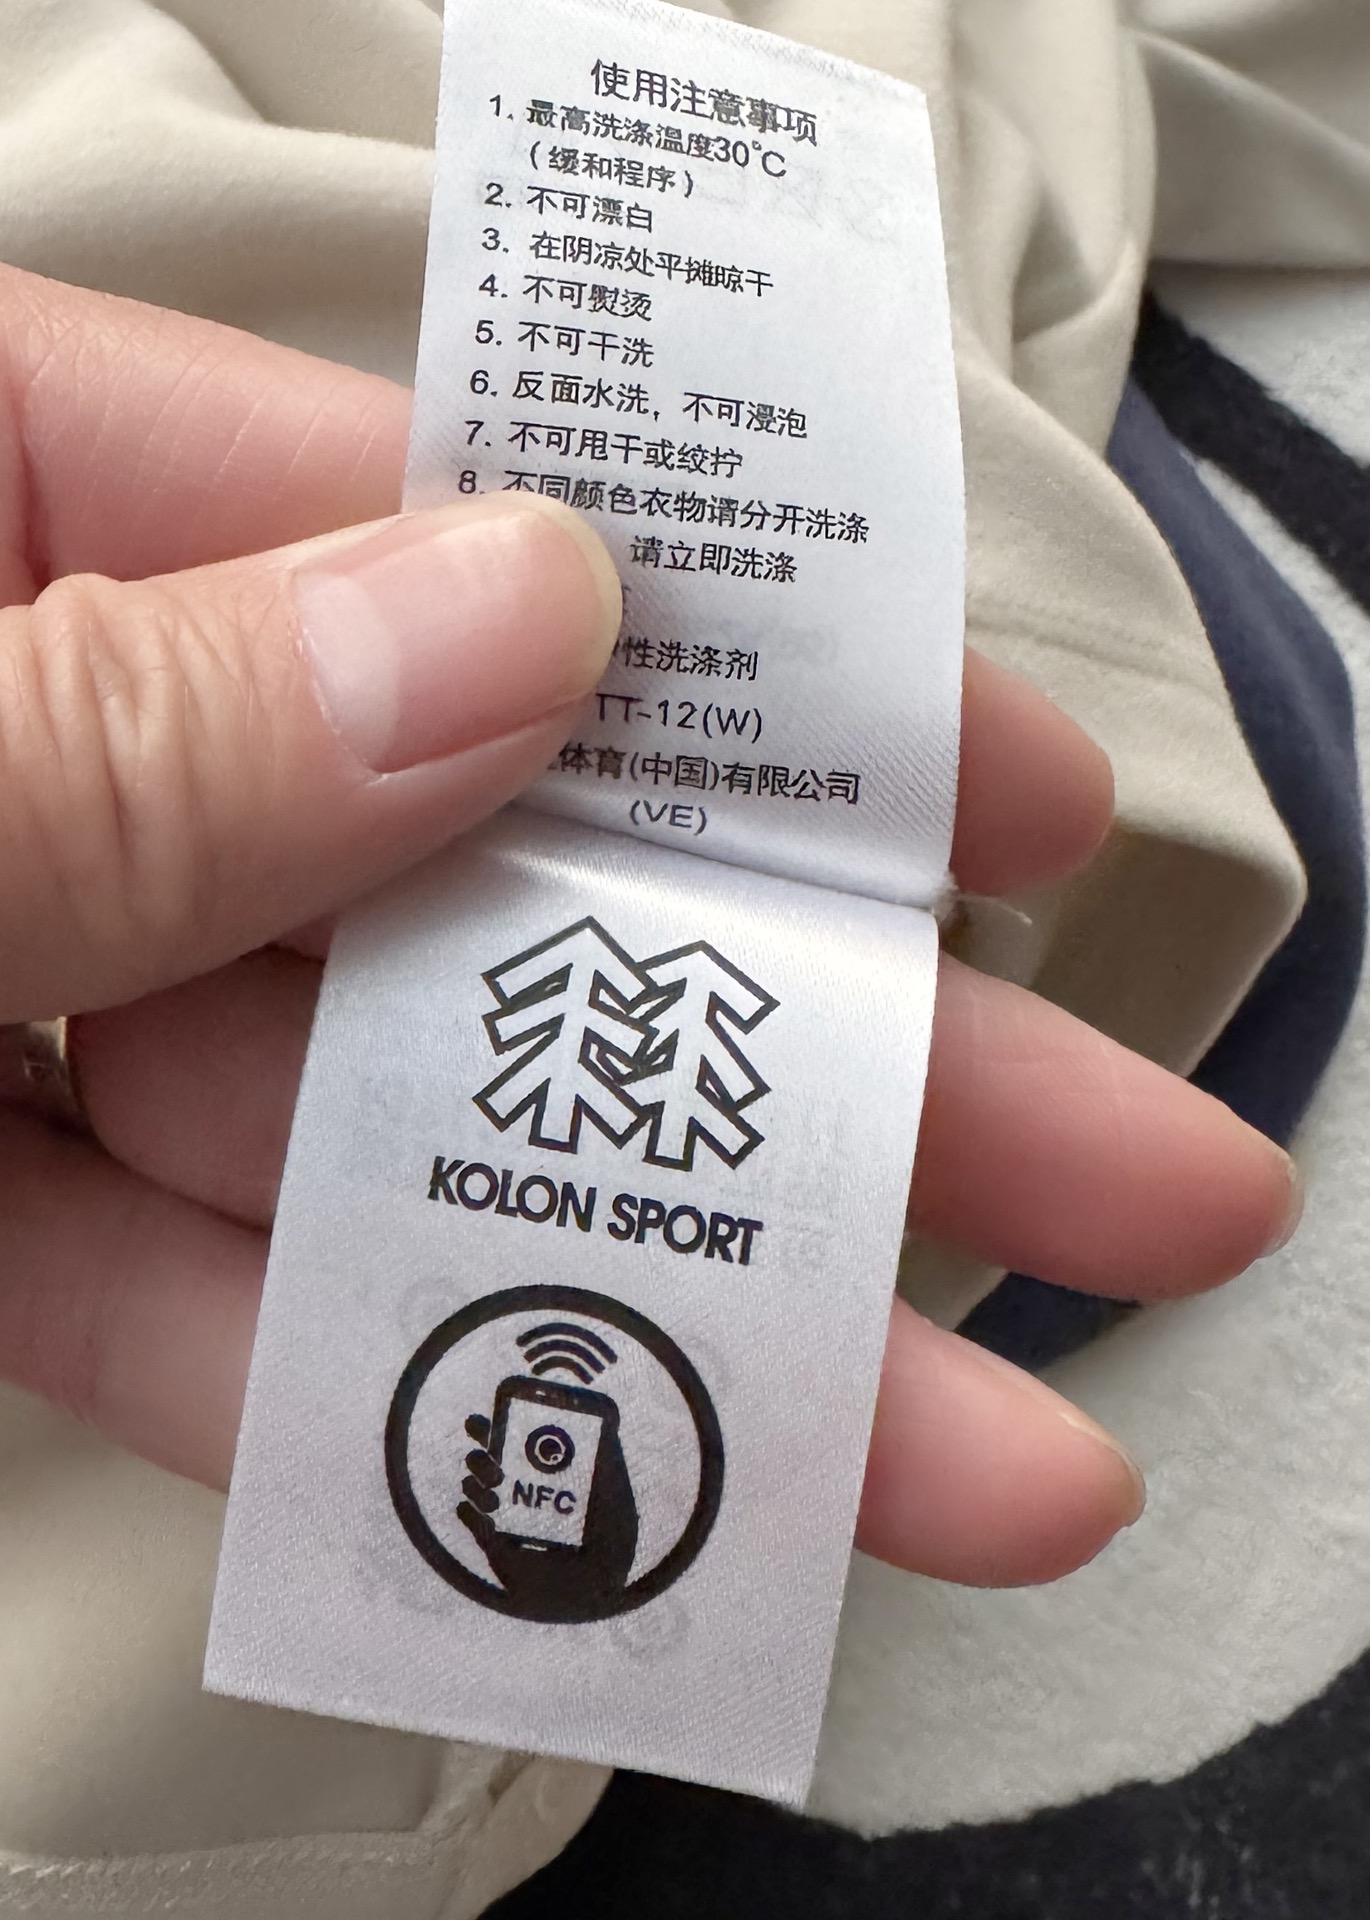 使用注意事项
1. 最高洗涤温度30°C
(缓和程序)
2. 不可漂白
3. 在阴凉处平摊晾干
4. 不可熨烫
5. 不可干洗
6. 反面水洗，不可浸泡
7. 不可甩干或绞拧
8. 不同颜色衣物请分开洗涤
请立即洗涤
性洗涤剂
TT-12(W)
体育(中国)有限公司
(VE)
KOLON SPORT
NFC